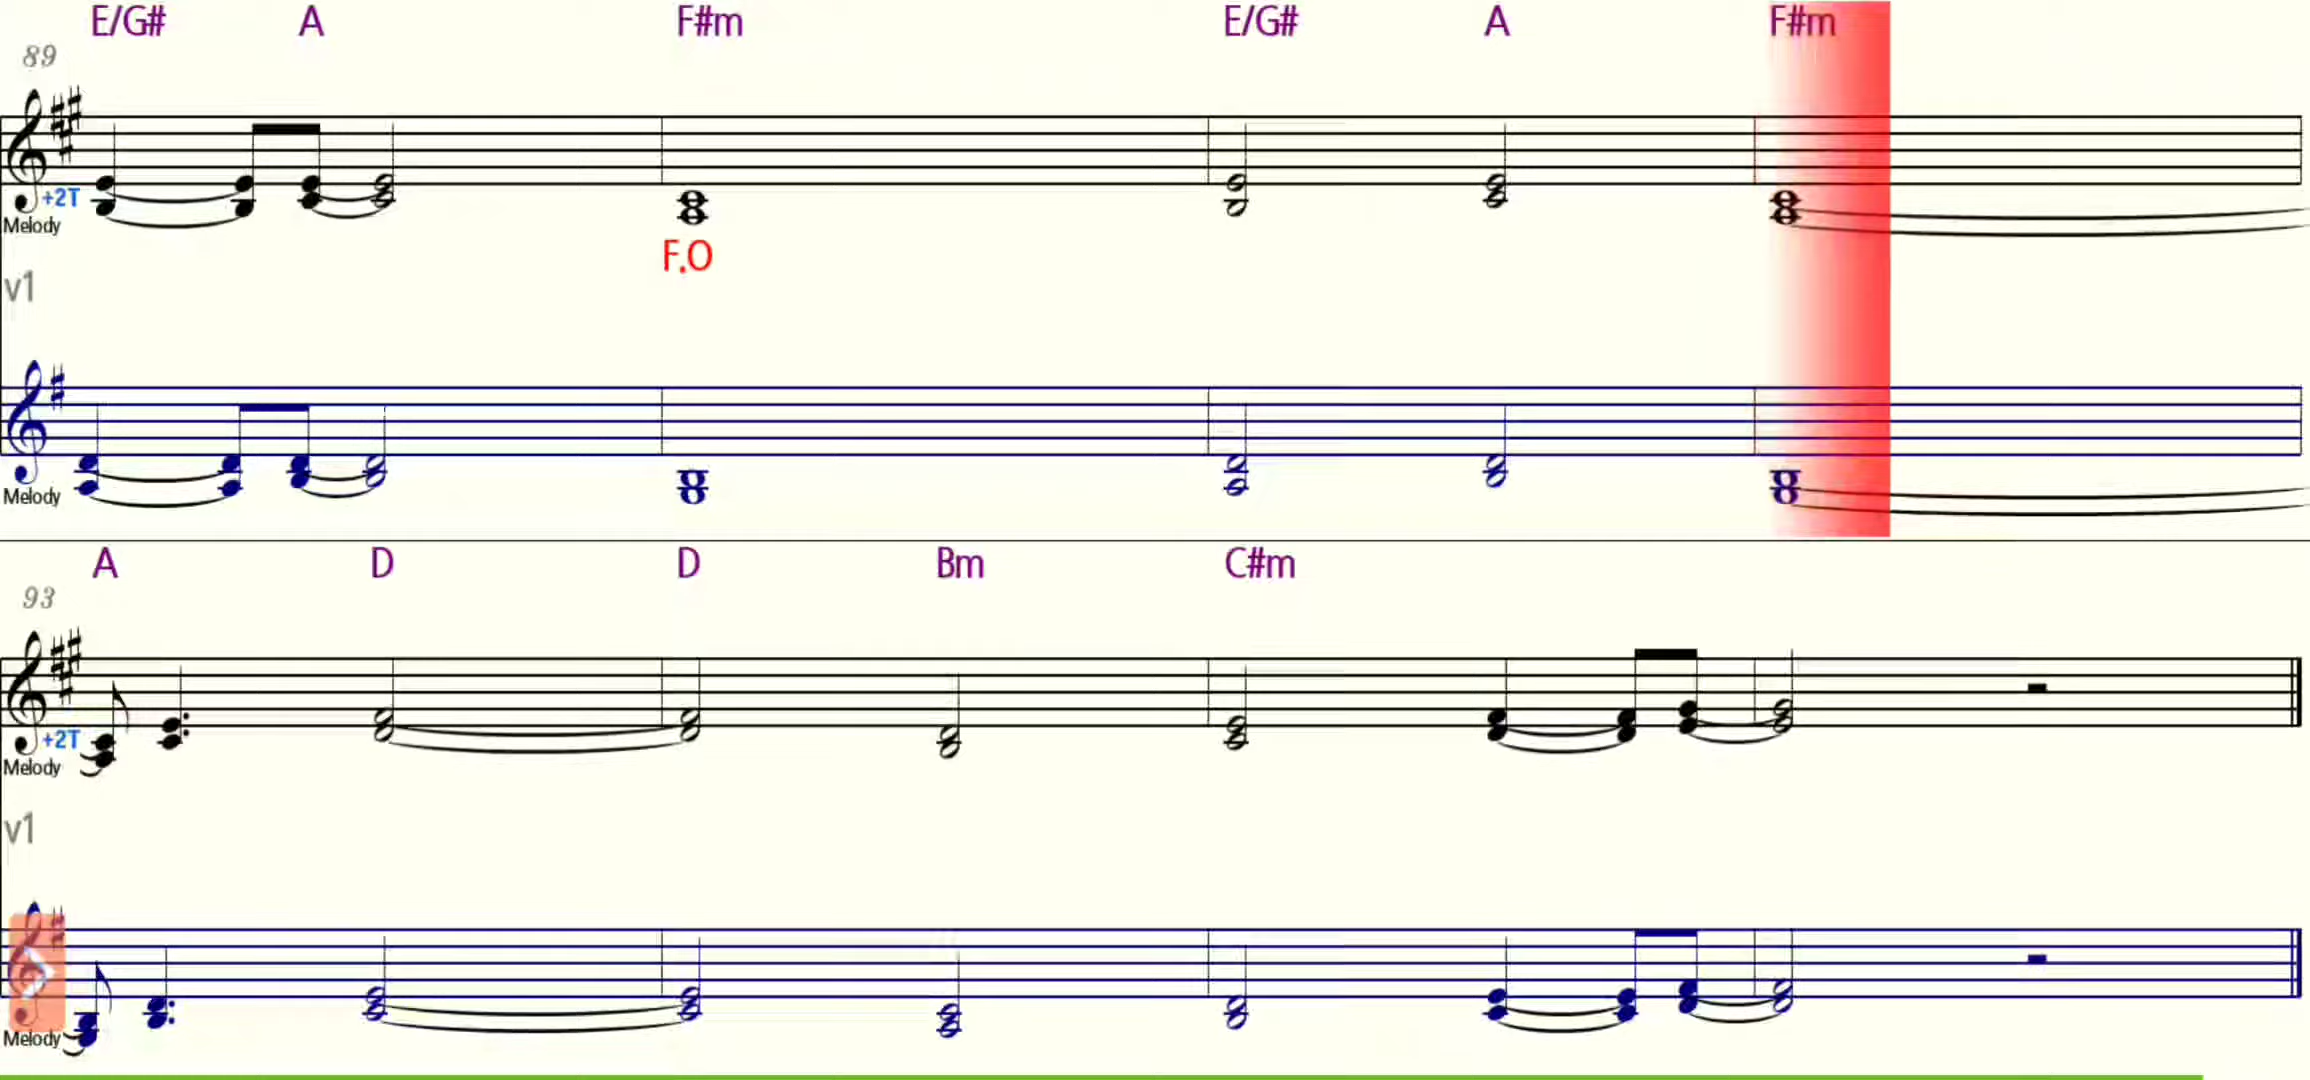 E/G# A F#m E/G# A F#m
89
+2T
Melody
F.O
v1
Melody
A D D Bm C#m
93
+2T
Melody
v1
Melody